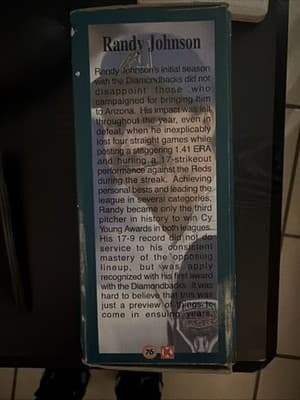 Randy Johnson
Randy Johnson's initial season
with the Diamondbacks did not
disappoint those who
campaigned for bringing him
to Arizona. His impact was felt
throughout the year, even in
defeat, when he inexplicably
lost four straight games while
posting a staggering 1.41 ERA
and hurling a 17-strikeout
performance against the Reds
during the streak. Achieving
personal bests and leading the
league in several categories,
Randy became only the third
pitcher in history to win Cy
Young Awards in both leagues.
His 17-9 record did not do
service to his consistent
mastery of the opposing
lineup, but was aptly
recognized with his first award
with the Diamondbacks. It was
hard to believe that this was
just a preview of things to
come in ensuing years.
76